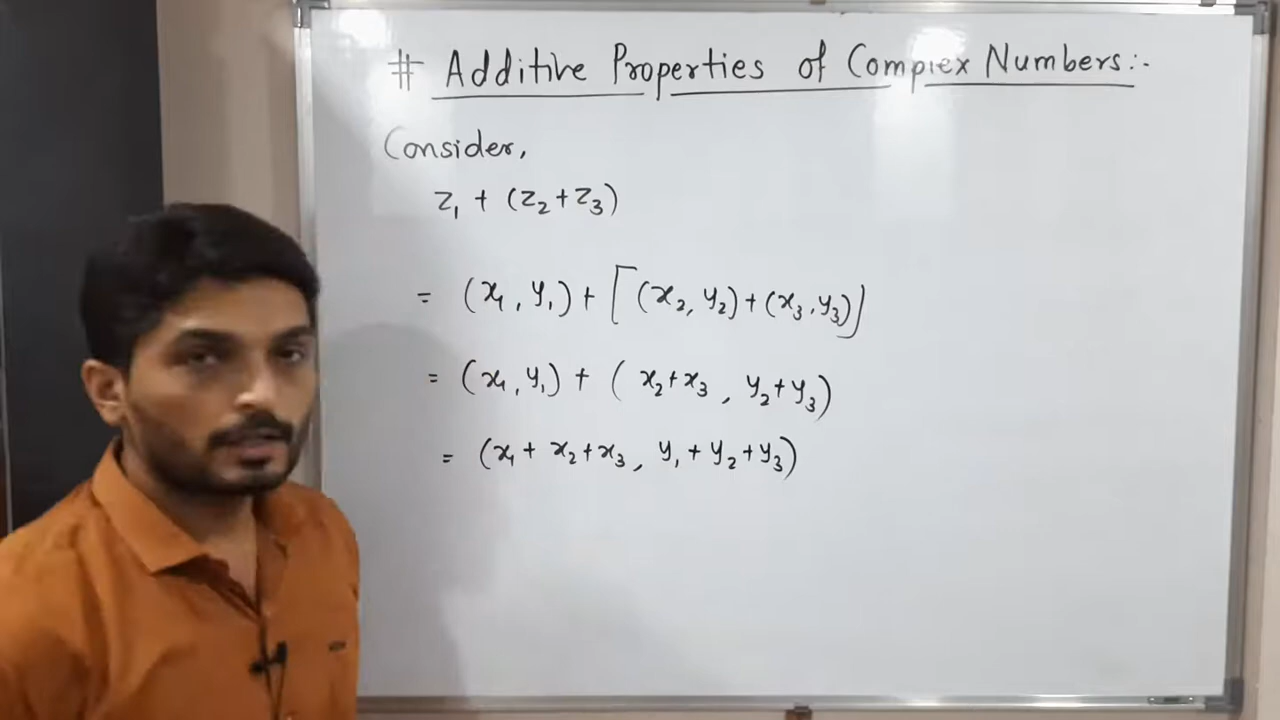 # Additive Properties of Complex Numbers:-
Consider,
z₁ + (z₂+z₃)
= (x₁, y₁) + [(x₂, y₂) + (x₃, y₃)]
= (x₁, y₁) + (x₂+x₃, y₂+y₃)
= (x₁ + x₂+x₃, y₁ + y₂+y₃)